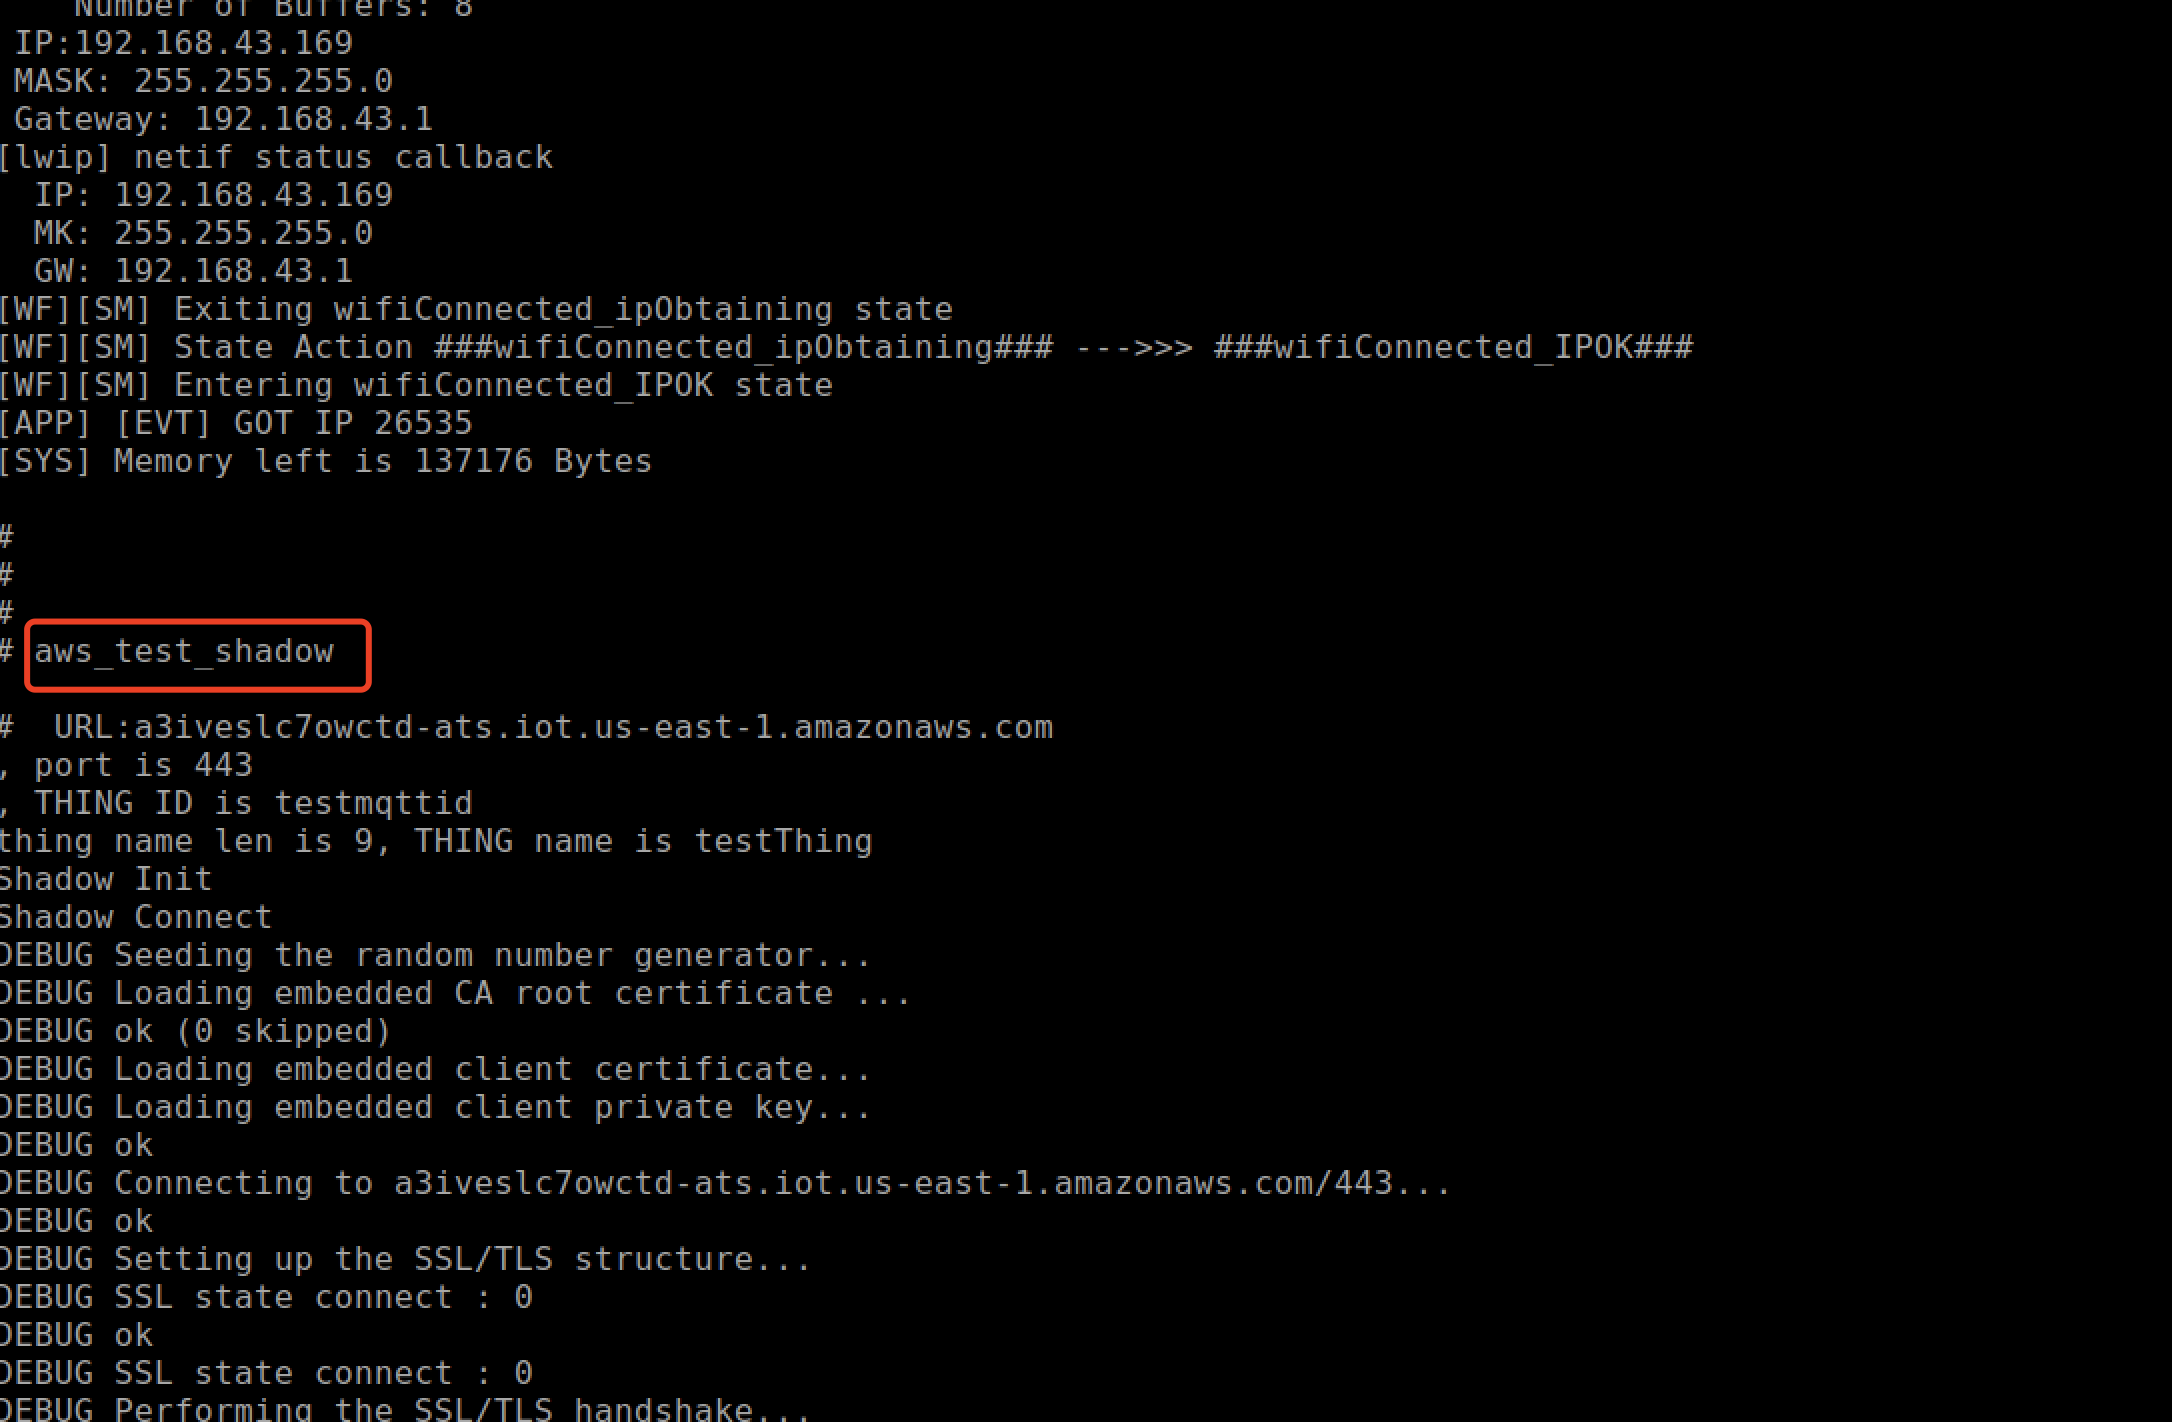 Number of Buffers: 8
IP:192.168.43.169
MASK: 255.255.255.0
Gateway: 192.168.43.1
[lwip] netif status callback
IP: 192.168.43.169
MK: 255.255.255.0
GW: 192.168.43.1
[WF][SM] Exiting wifiConnected_ipObtaining state
[WF][SM] State Action ###wifiConnected_ipObtaining### --->>> ###wifiConnected_IPOK###
[WF][SM] Entering wifiConnected_IPOK state
[APP] [EVT] GOT IP 26535
[SYS] Memory left is 137176 Bytes
#
#
#
# aws_test_shadow
#  URL:a3iveslc7owctd-ats.iot.us-east-1.amazonaws.com
, port is 443
, THING ID is testmqttid
thing name len is 9, THING name is testThing
Shadow Init
Shadow Connect
DEBUG Seeding the random number generator...
DEBUG Loading embedded CA root certificate ...
DEBUG ok (0 skipped)
DEBUG Loading embedded client certificate...
DEBUG Loading embedded client private key...
DEBUG ok
DEBUG Connecting to a3iveslc7owctd-ats.iot.us-east-1.amazonaws.com/443...
DEBUG ok
DEBUG Setting up the SSL/TLS structure...
DEBUG SSL state connect : 0
DEBUG ok
DEBUG SSL state connect : 0
DEBUG Performing the SSL/TLS handshake...